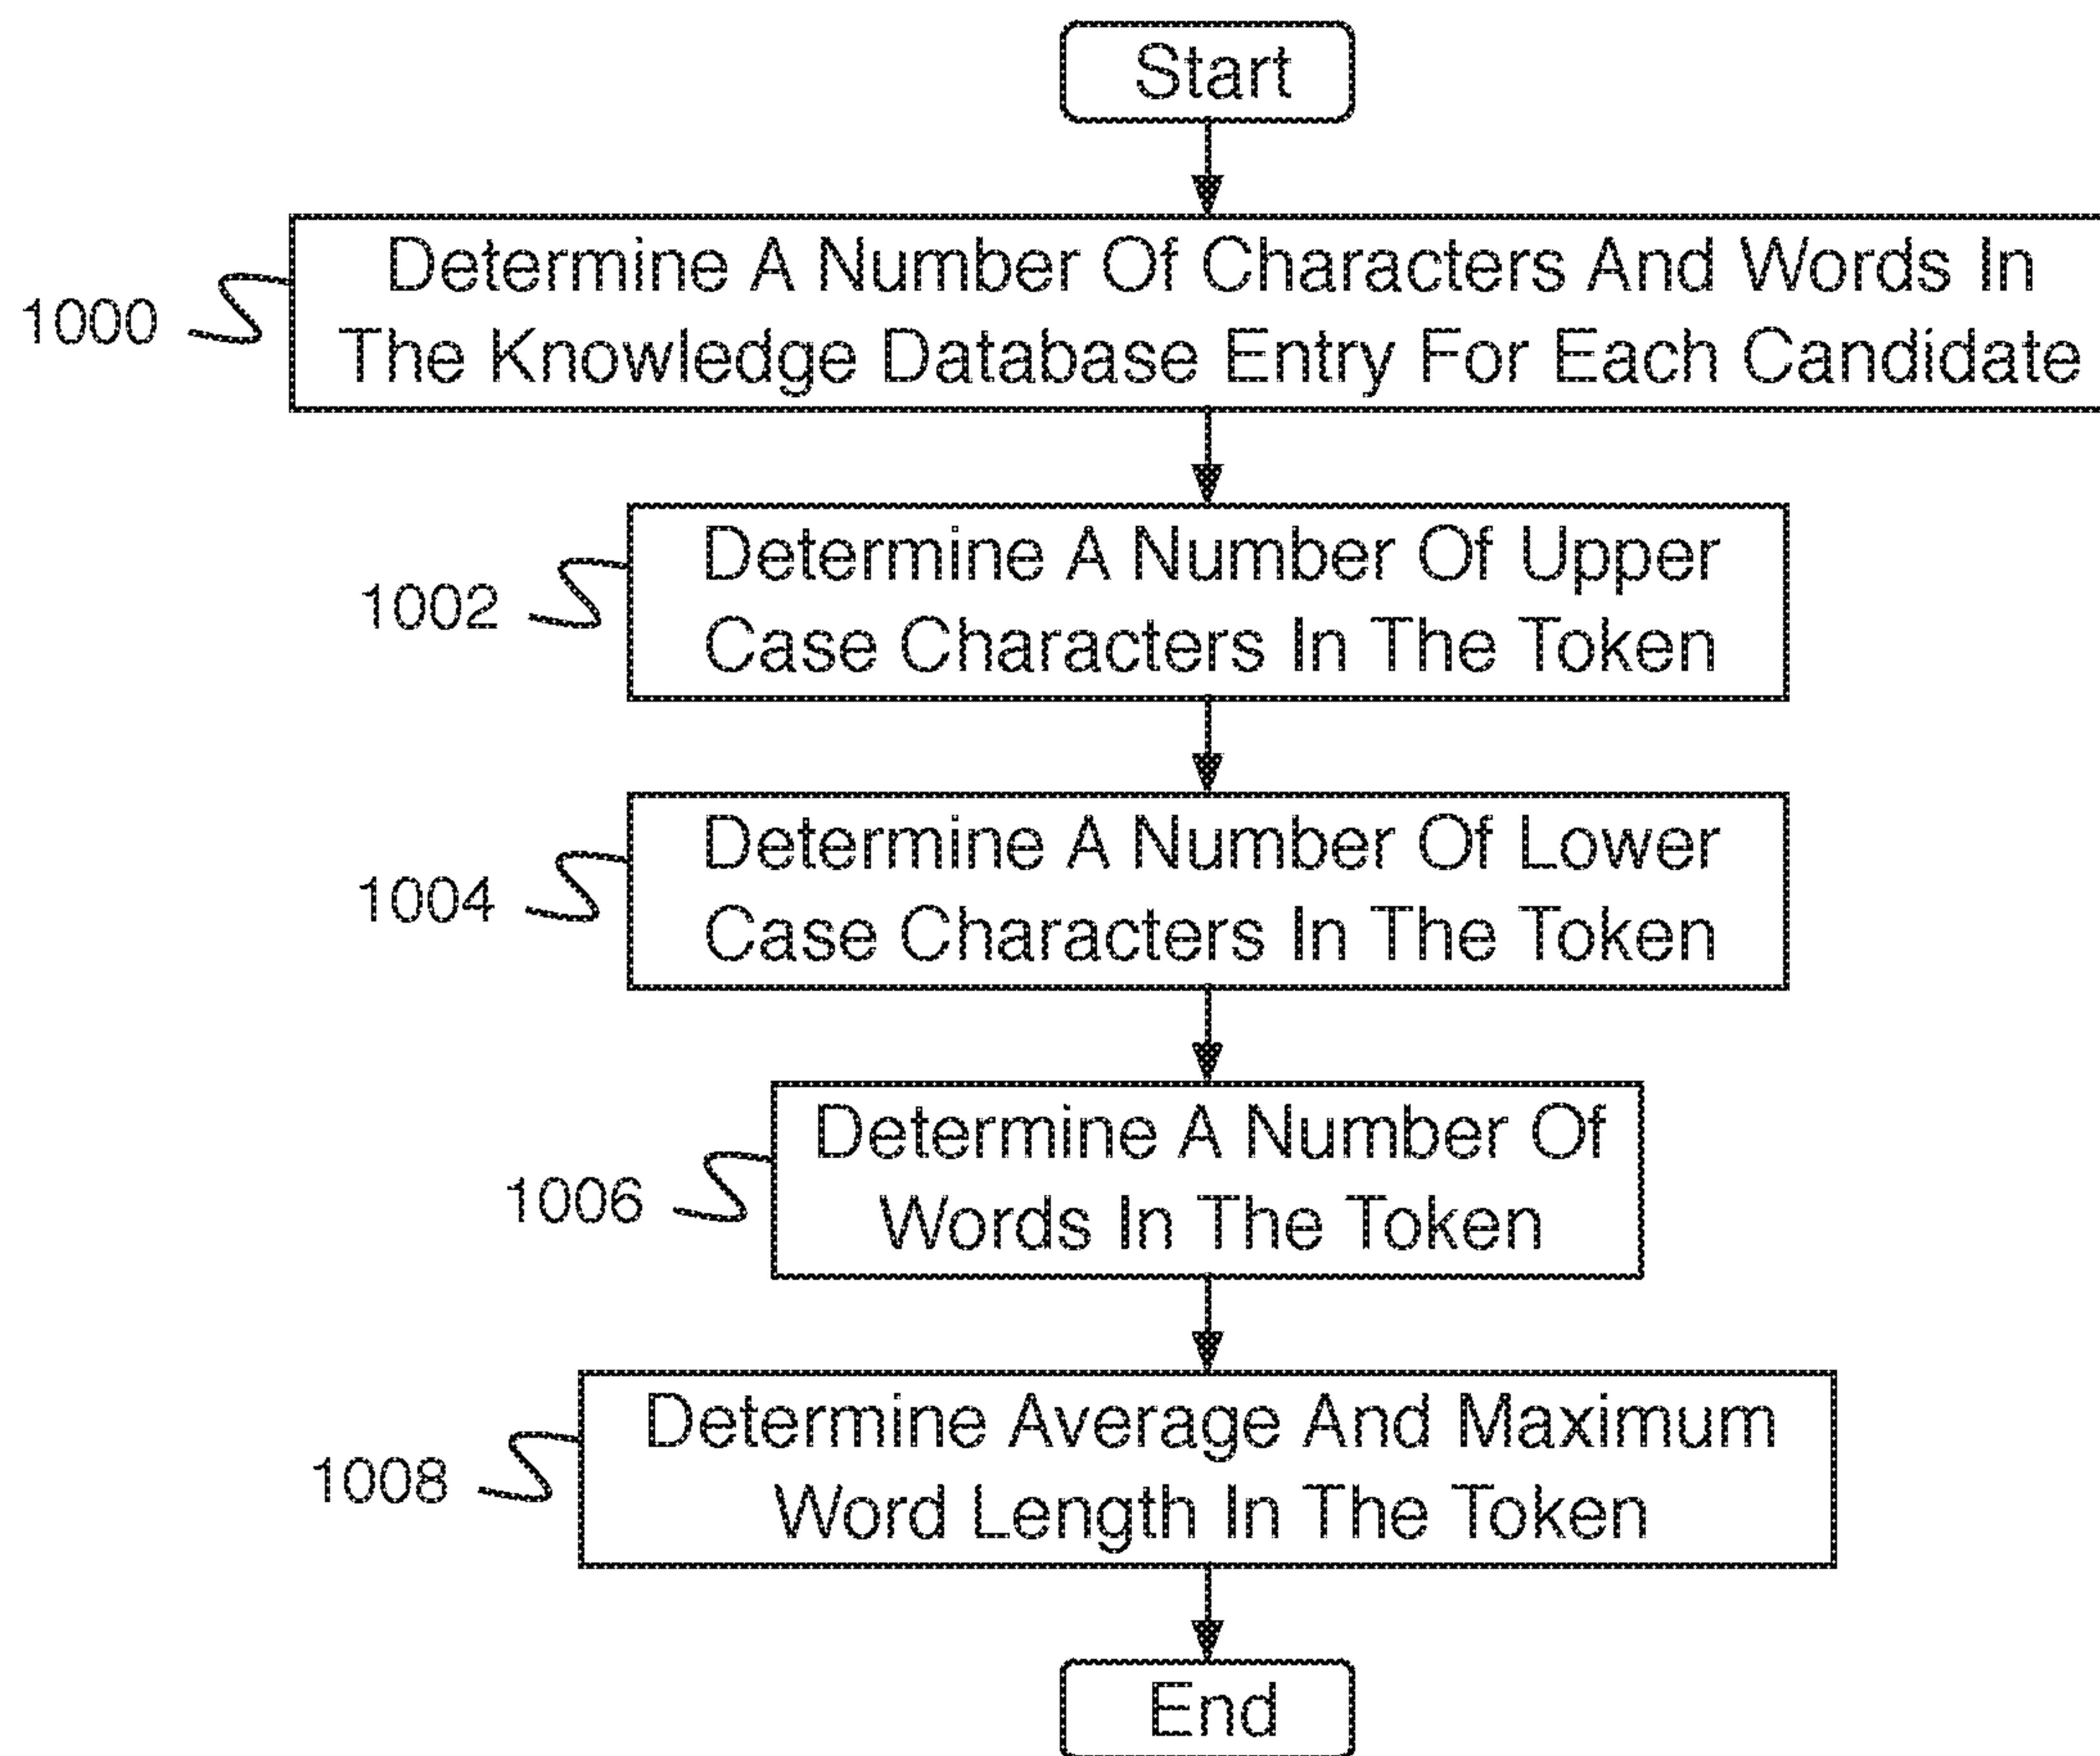 Start
1000
Determine A Number Of Characters And Words In
The Knowledge Database Entry For Each Candidate
1002
Determine A Number Of Upper
Case Characters In The Token
1004
Determine A Number Of Lower
Case Characters In The Token
1006
Determine A Number Of
Words In The Token
1008
Determine Average And Maximum
Word Length In The Token
End